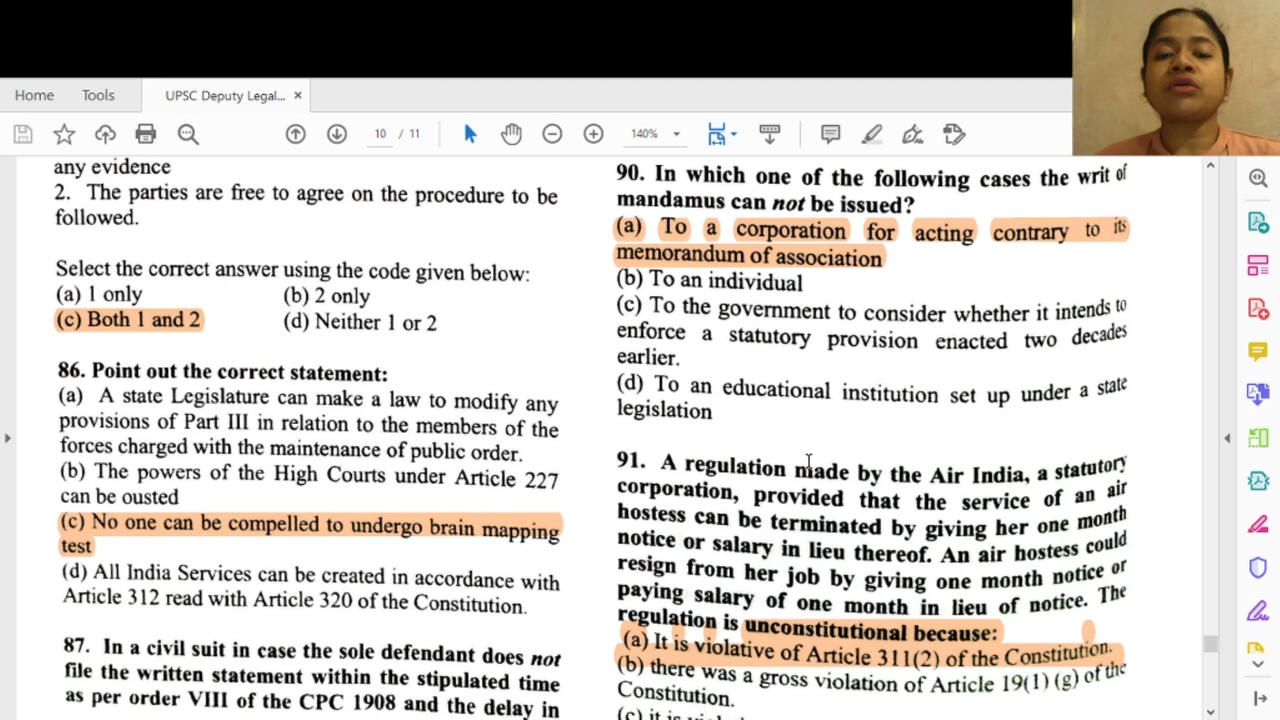 Home Tools UPSC Deputy Legal... ×
10 / 11 140%
any evidence
2. The parties are free to agree on the procedure to be
followed.
Select the correct answer using the code given below:
(a) 1 only (b) 2 only
(c) Both 1 and 2 (d) Neither 1 or 2
86. Point out the correct statement:
(a) A state Legislature can make a law to modify any
provisions of Part III in relation to the members of the
forces charged with the maintenance of public order.
(b) The powers of the High Courts under Article 227
can be ousted
(c) No one can be compelled to undergo brain mapping
test
(d) All India Services can be created in accordance with
Article 312 read with Article 320 of the Constitution.
87. In a civil suit in case the sole defendant does not
file the written statement within the stipulated time
as per order VIII of the CPC 1908 and the delay in
90. In which one of the following cases the writ of
mandamus can not be issued?
(a) To a corporation for acting contrary to its
memorandum of association
(b) To an individual
(c) To the government to consider whether it intends to
enforce a statutory provision enacted two decades
earlier.
(d) To an educational institution set up under a state
legislation
91. A regulation made by the Air India, a statutory
corporation, provided that the service of an air
hostess can be terminated by giving her one month
notice or salary in lieu thereof. An air hostess could
resign from her job by giving one month notice or
paying salary of one month in lieu of notice. The
regulation is unconstitutional because:
(a) It is violative of Article 311(2) of the Constitution.
(b) there was a gross violation of Article 19(1) (g) of the
Constitution.
(c) it is